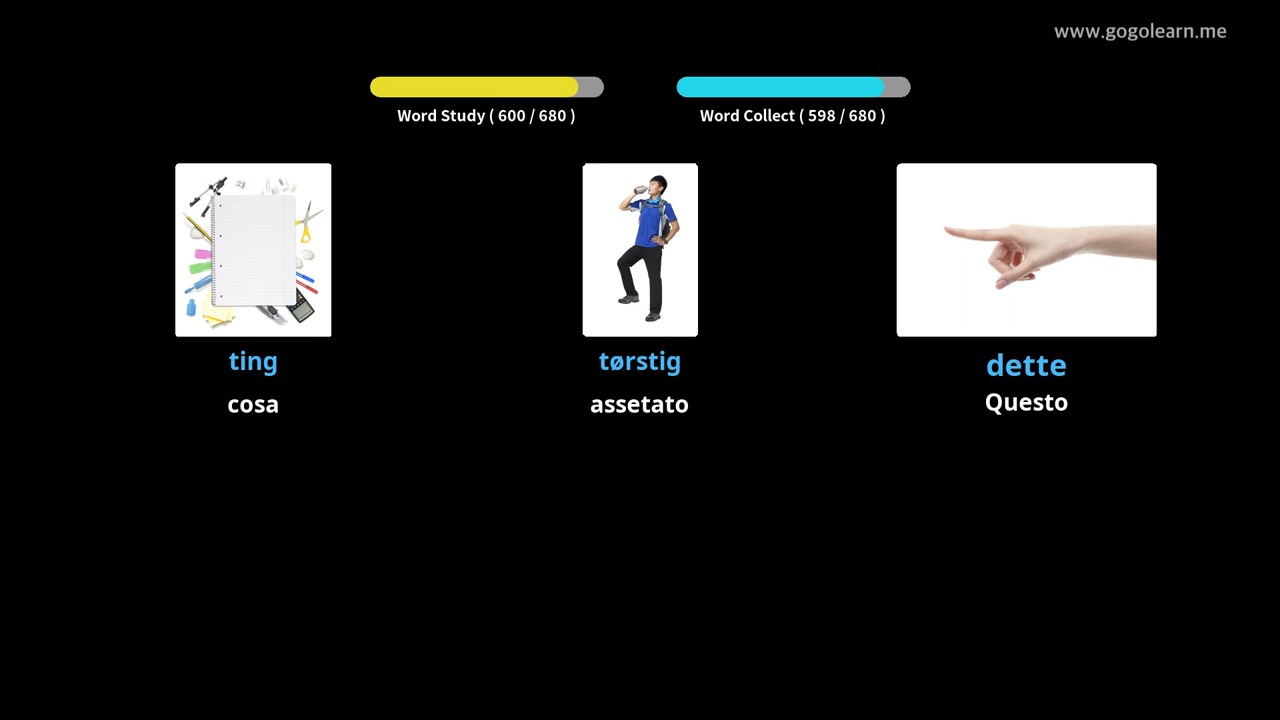 www.gogolearn.me
Word Study ( 600 / 680 )
Word Collect ( 598 / 680 )
ting
cosa
tørstig
assetato
dette
Questo